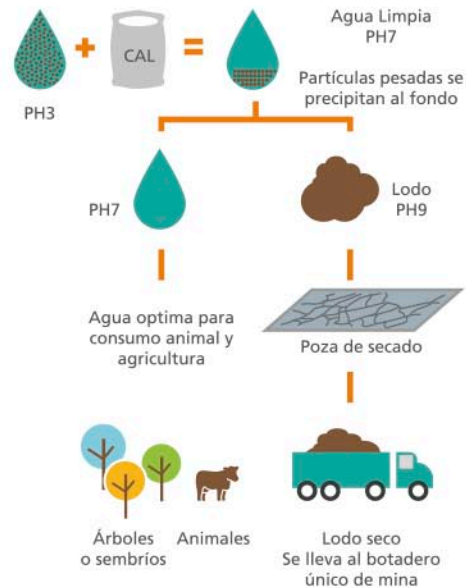 CAL
Agua Limpia
PH7
PH3
Partículas pesadas se
precipitan al fondo
PH7
Lodo
PH9
Agua optima para
consumo animal y
agricultura
Poza de secado
Árboles
o sembríos
Animales
Lodo seco
Se lleva al botadero
único de mina